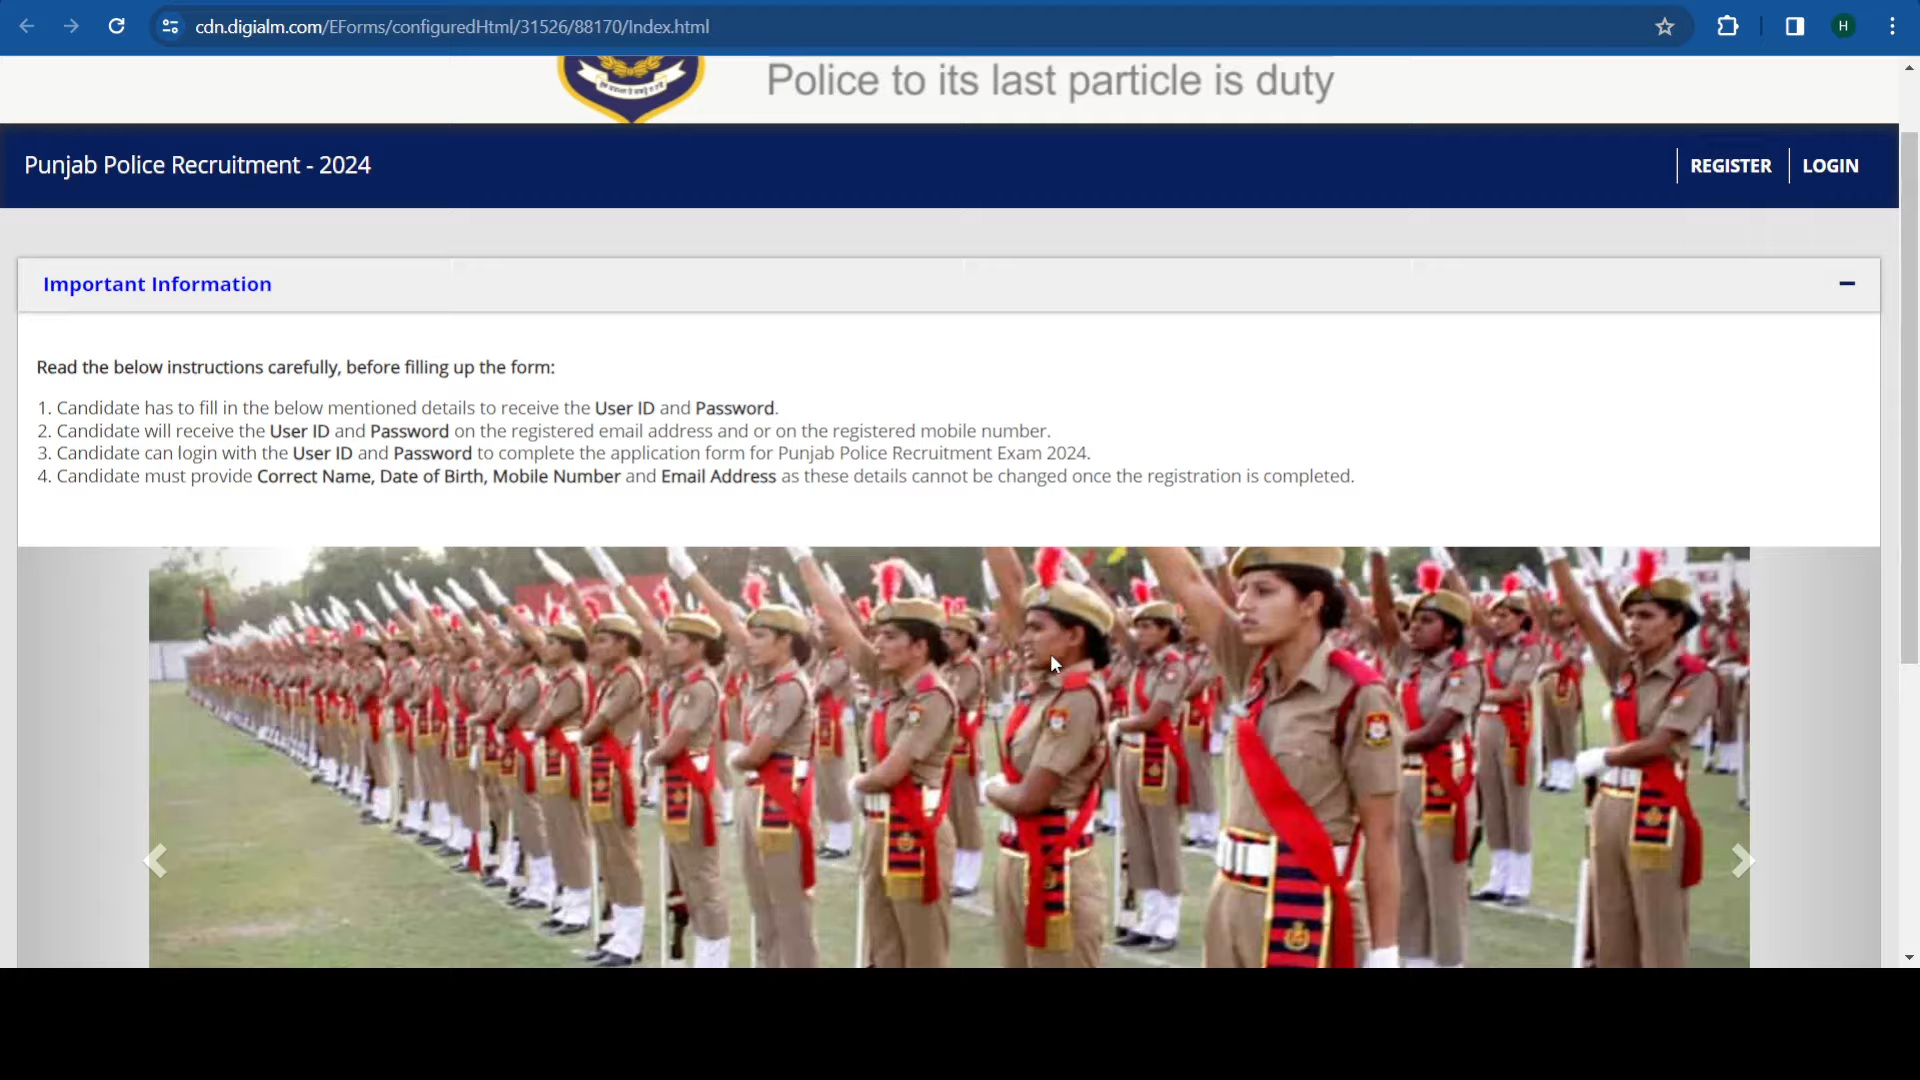 cdn.digialm.com/EForms/configuredHtml/31526/88170/Index.html
H
Police to its last particle is duty
Punjab Police Recruitment - 2024
REGISTER
LOGIN
Important Information
Read the below instructions carefully, before filling up the form:
1. Candidate has to fill in the below mentioned details to receive the User ID and Password.
2. Candidate will receive the User ID and Password on the registered email address and or on the registered mobile number.
3. Candidate can login with the User ID and Password to complete the application form for Punjab Police Recruitment Exam 2024.
4. Candidate must provide Correct Name, Date of Birth, Mobile Number and Email Address as these details cannot be changed once the registration is completed.